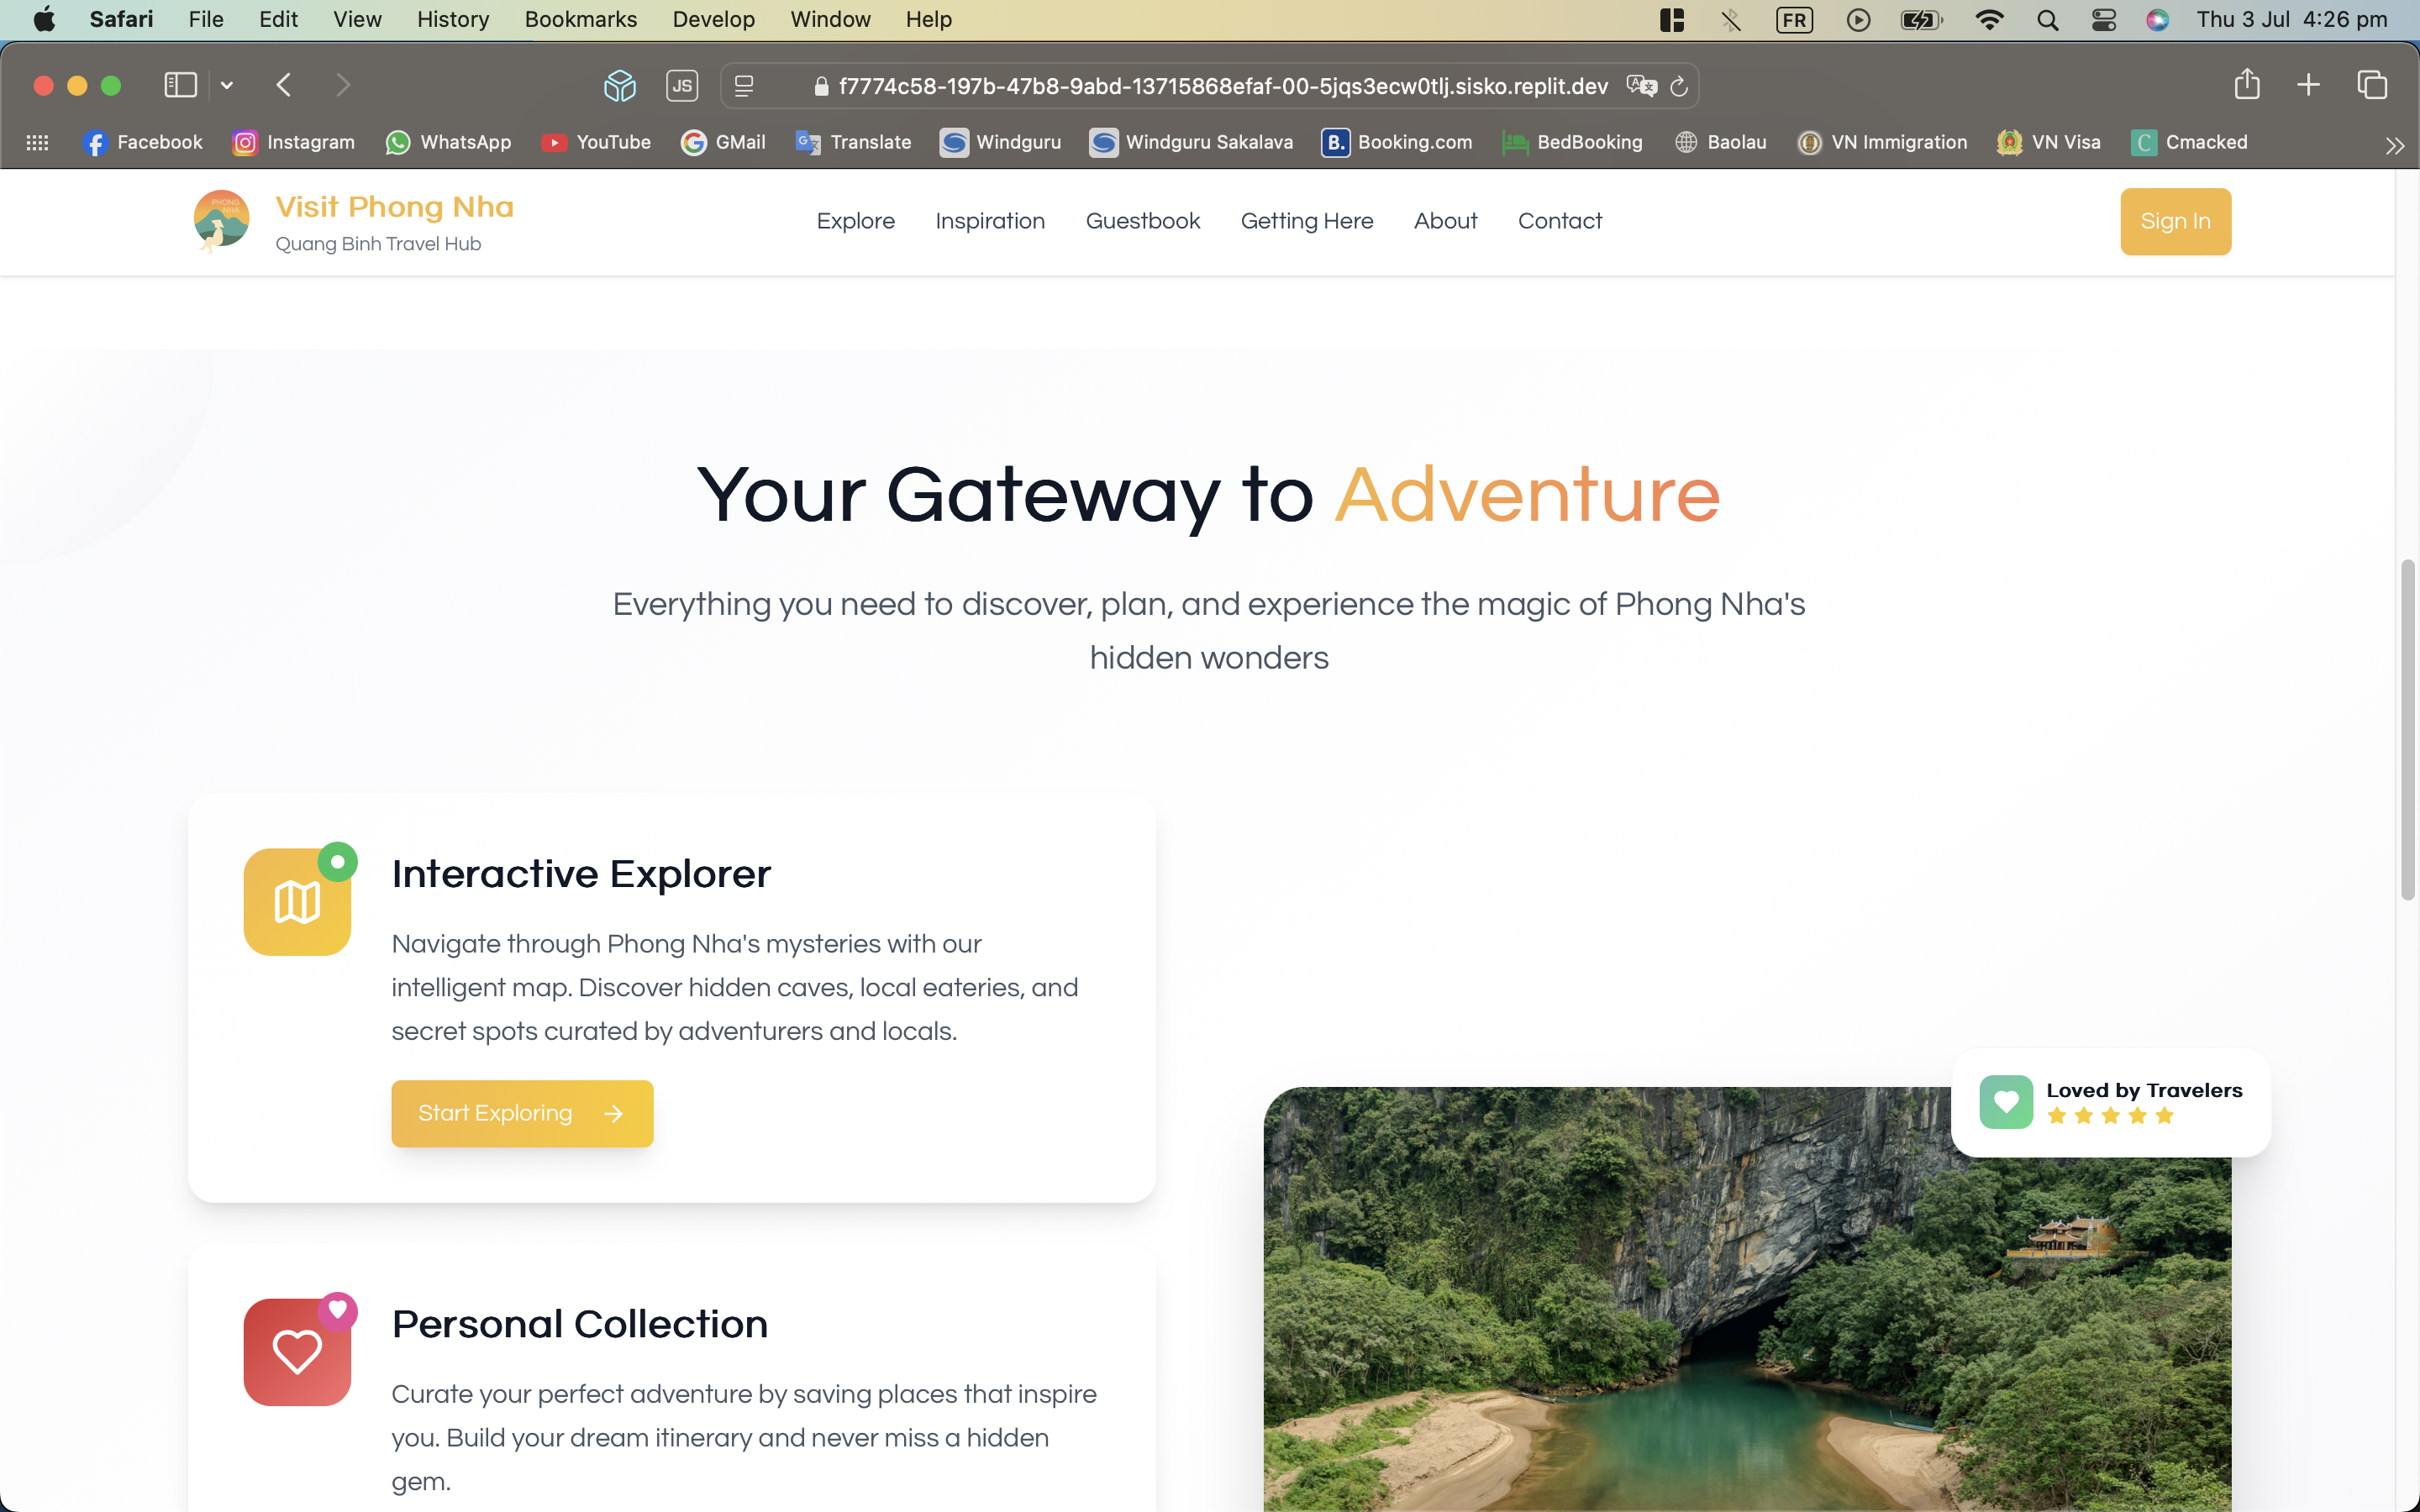 Safari File Edit View History Bookmarks Develop Window Help FR Thu 3 Jul 4:26 pm
JS f7774c58-197b-47b8-9abd-13715868efaf-00-5jqs3ecw0tlj.sisko.replit.dev
Facebook Instagram WhatsApp YouTube GMail Translate Windguru Windguru Sakalava B. Booking.com BedBooking Baolau VN Immigration VN Visa C Cmacked
PHONG
NHA
Visit Phong Nha
Quang Binh Travel Hub
Explore Inspiration Guestbook Getting Here About Contact
Sign In
Your Gateway to Adventure
Everything you need to discover, plan, and experience the magic of Phong Nha's
hidden wonders
Interactive Explorer
Navigate through Phong Nha's mysteries with our
intelligent map. Discover hidden caves, local eateries, and
secret spots curated by adventurers and locals.
Start Exploring
Loved by Travelers
Personal Collection
Curate your perfect adventure by saving places that inspire
you. Build your dream itinerary and never miss a hidden
gem.